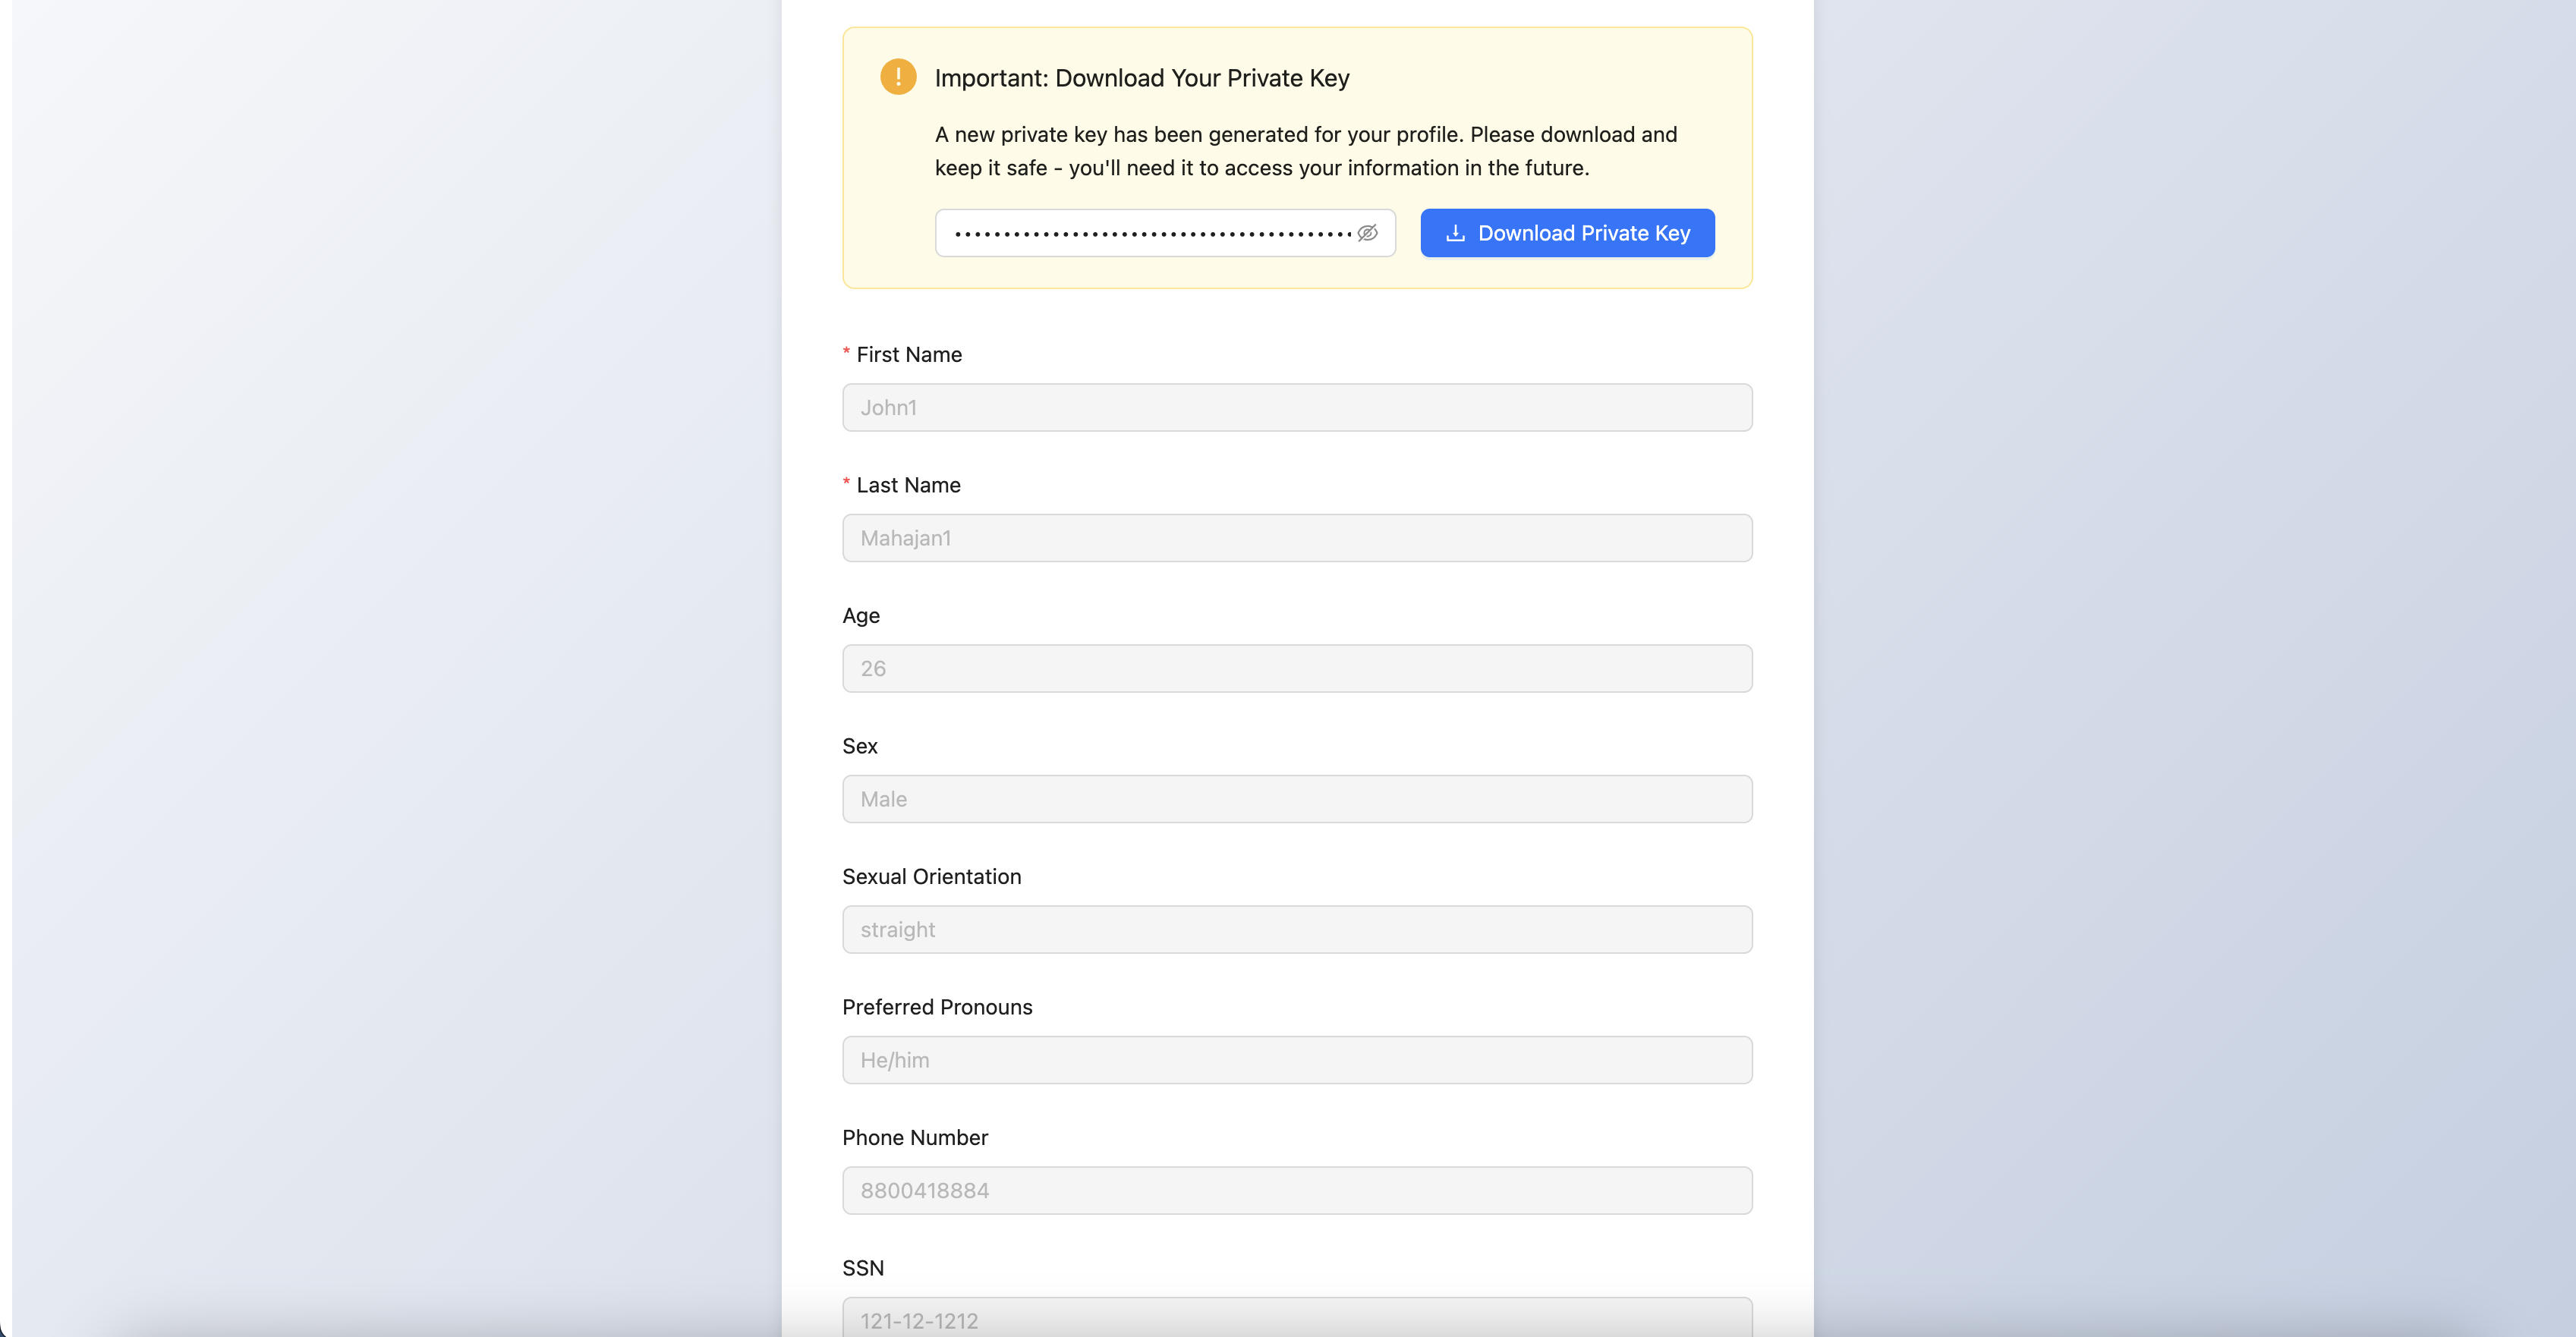 Important: Download Your Private Key
A new private key has been generated for your profile. Please download and
keep it safe - you'll need it to access your information in the future.
Download Private Key
* First Name
John1
* Last Name
Mahajan1
Age
26
Sex
Male
Sexual Orientation
straight
Preferred Pronouns
He/him
Phone Number
8800418884
SSN
121-12-1212